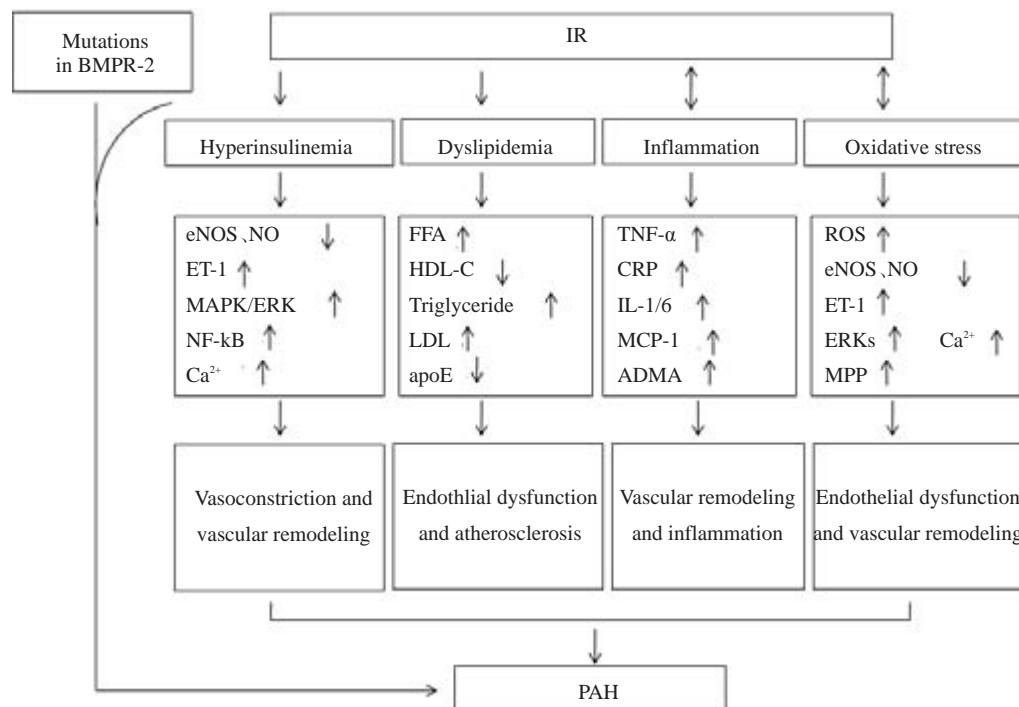 Mutations
in BMPR-2
IR
Hyperinsulinemia
Dyslipidemia
Inflammation
Oxidative stress
eNOS、NO ↓
ET-1 ↑
MAPK/ERK ↑
NF-kB ↑
Ca²⁺ ↑
FFA ↑
HDL-C ↓
Triglyceride ↑
LDL ↑
apoE ↓
TNF-α ↑
CRP ↑
IL-1/6 ↑
MCP-1 ↑
ADMA ↑
ROS ↑
eNOS、NO ↓
ET-1 ↑
ERKs ↑ Ca²⁺ ↑
MPP ↑
Vasoconstriction and
vascular remodeling
Endothlial dysfunction
and atherosclerosis
Vascular remodeling
and inflammation
Endothelial dysfunction
and vascular remodeling
PAH